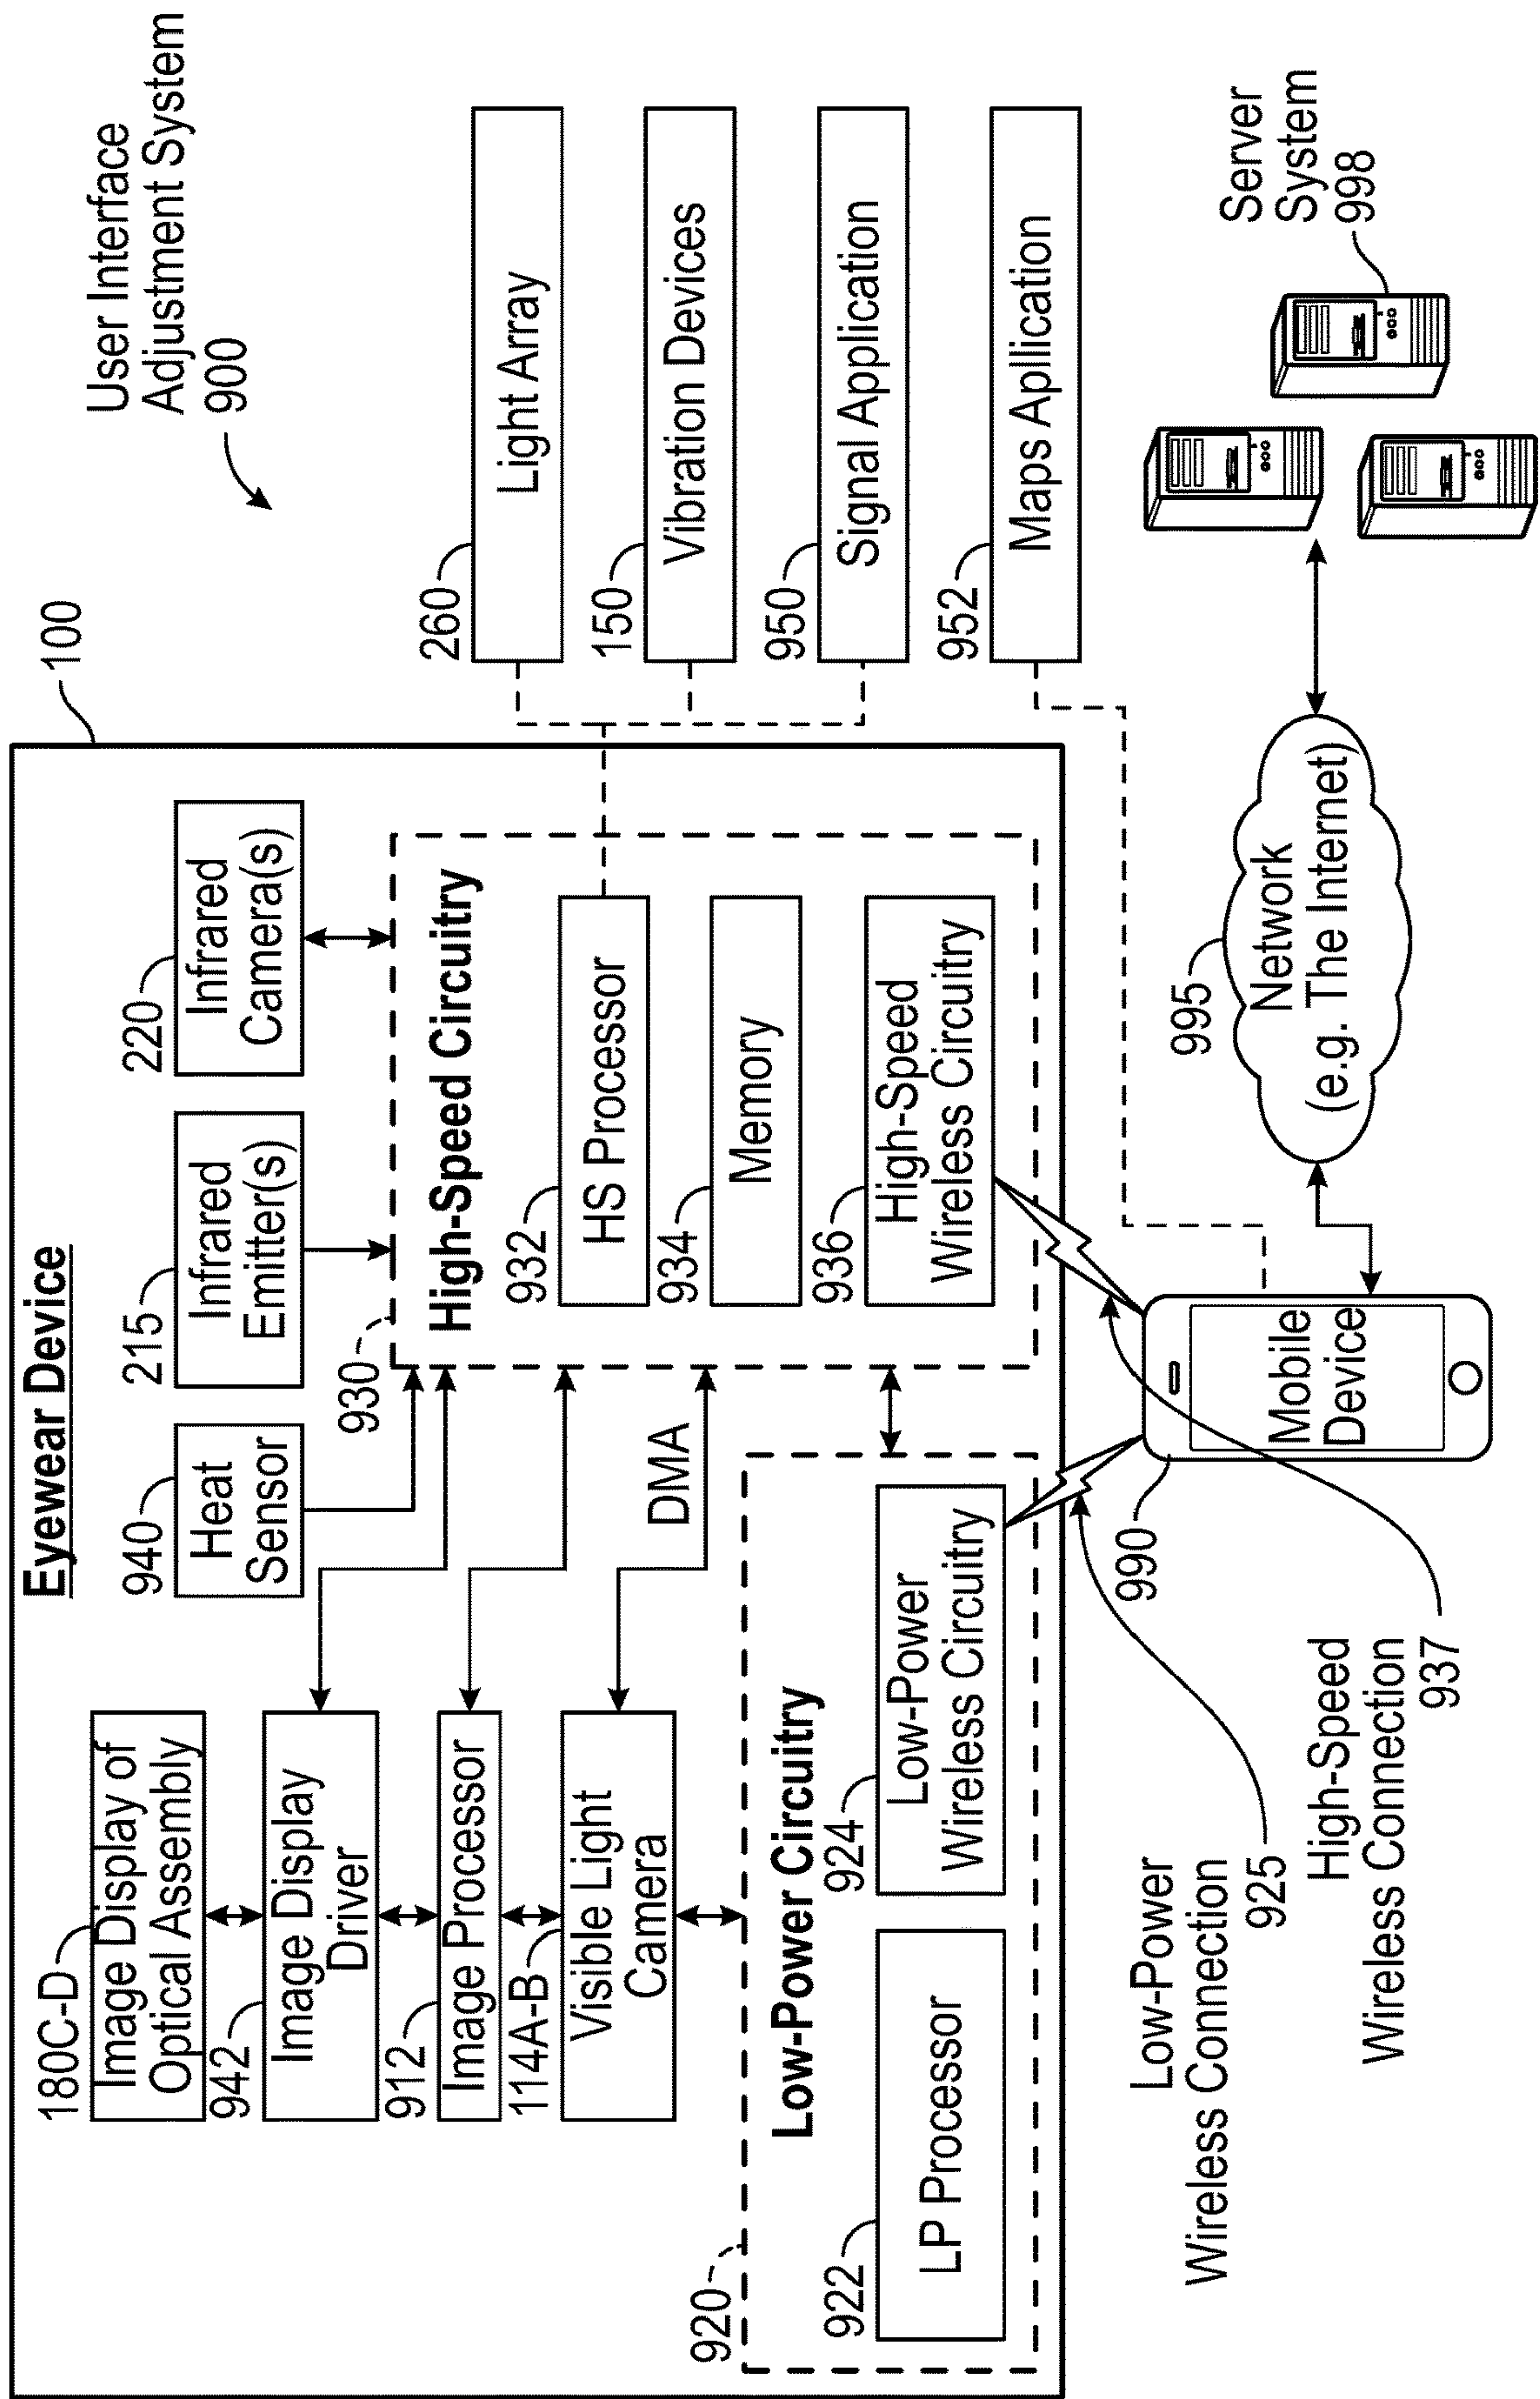 User Interface
Adjustment System
900
Eyewear Device
100
180C-D
Image Display of
Optical Assembly
942
Image Display
Driver
912
Image Processor
114A-B
Visible Light
Camera
940
Heat
Sensor
215
Infrared
Emitter(s)
220
Infrared
Camera(s)
930
High-Speed Circuitry
932
HS Processor
934
Memory
936
High-Speed
Wireless Circuitry
DMA
920
Low-Power Circuitry
922
LP Processor
924
Low-Power
Wireless Circuitry
260
Light Array
150
Vibration Devices
950
Signal Application
952
Maps Apllication
Low-Power
Wireless Connection
925
High-Speed
Wireless Connection
937
990
Mobile
Device
995
Network
(e.g. The Internet)
Server
System
998